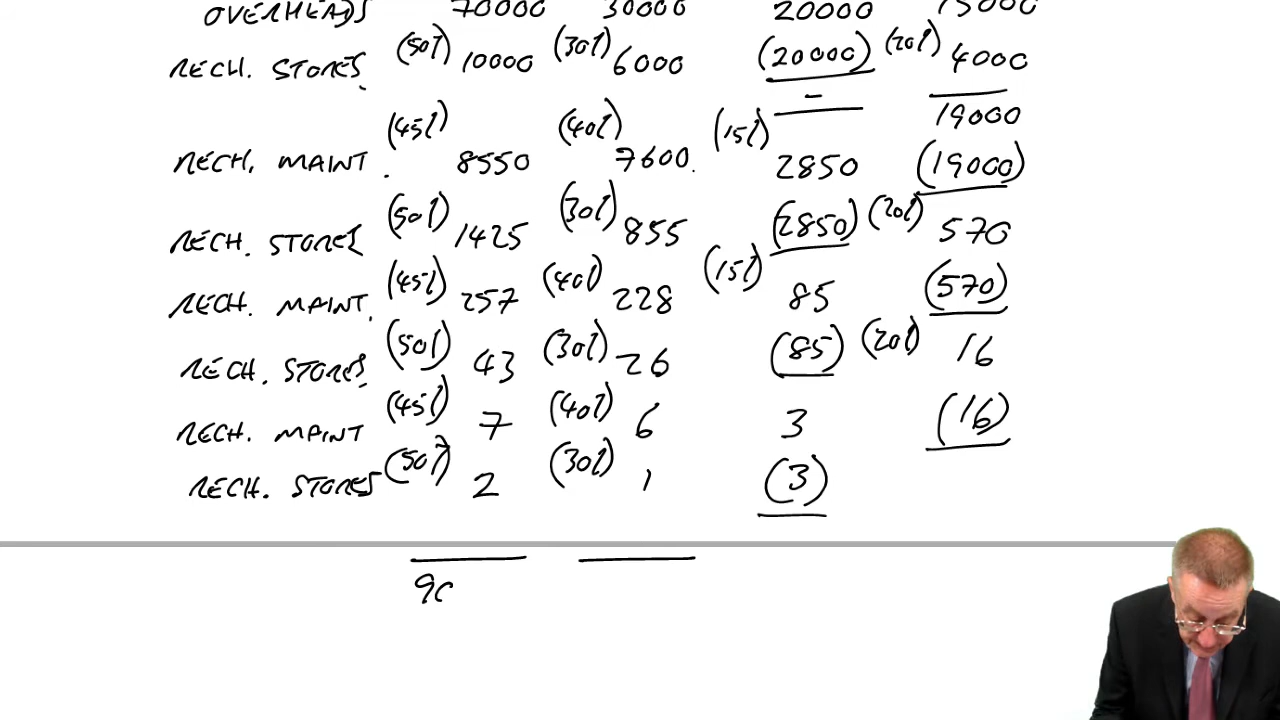 OVERHEADS 70000 30000 20000 15000
RECH. STORES (50%) 10000 (30%) 6000 (20000) (20%) 4000
- 19000
RECH. MAINT. (45%) 8550 (40%) 7600. (15%) 2850 (19000)
RECH. STORES (50%) 1425 (30%) 855 (2850) (20%) 570
RECH. MAINT. (45%) 257 (40%) 228 (15%) 85 (570)
RECH. STORES (50%) 43 (30%) 26 (85) (20%) 16
RECH. MAINT (45%) 7 (40%) 6 3 (16)
RECH. STORES (50%) 2 (30%) 1 (3)
90